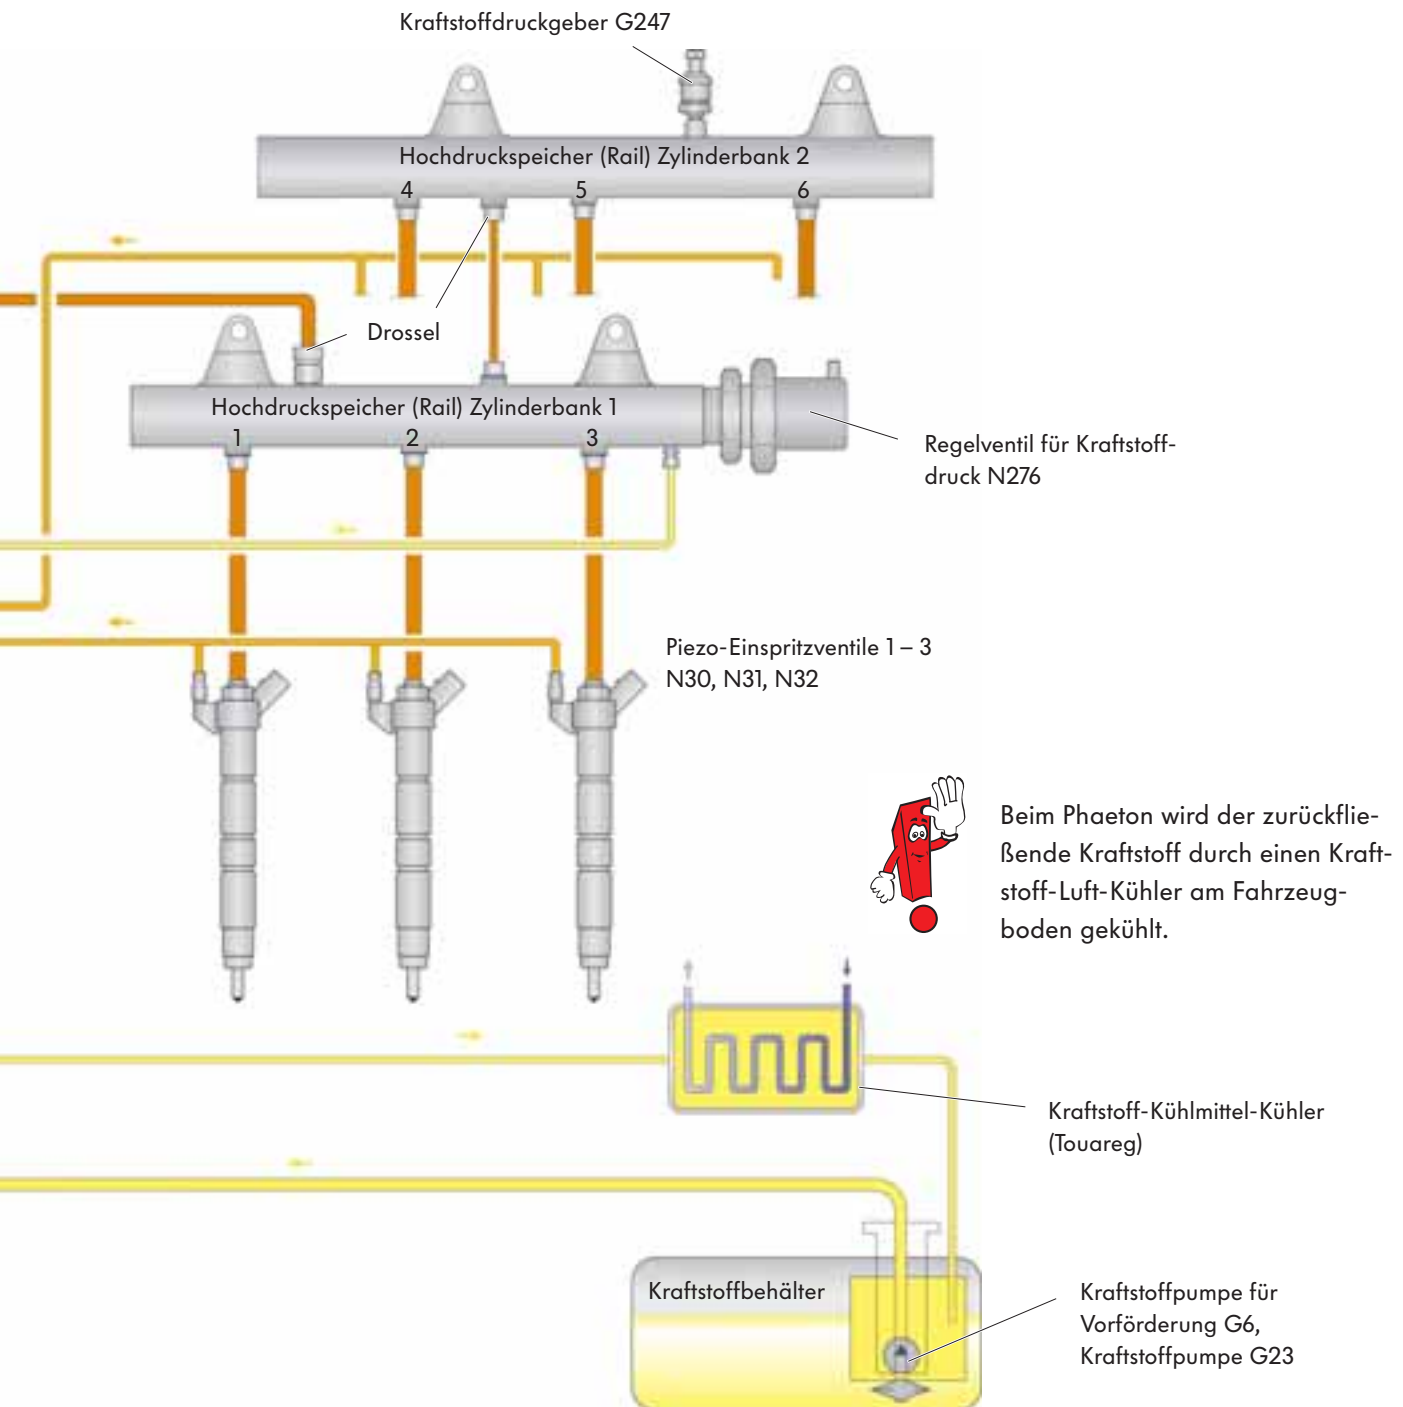 Kraftstoffdruckgeber G247
Hochdruckspeicher (Rail) Zylinderbank 2
4 5 6
Drossel
Hochdruckspeicher (Rail) Zylinderbank 1
1 2 3
Regelventil für Kraftstoff-
druck N276
Piezo-Einspritzventile 1 – 3
N30, N31, N32
Beim Phaeton wird der zurückflie-
ßende Kraftstoff durch einen Kraft-
stoff-Luft-Kühler am Fahrzeug-
boden gekühlt.
Kraftstoff-Kühlmittel-Kühler
(Touareg)
Kraftstoffbehälter
Kraftstoffpumpe für
Vorförderung G6,
Kraftstoffpumpe G23